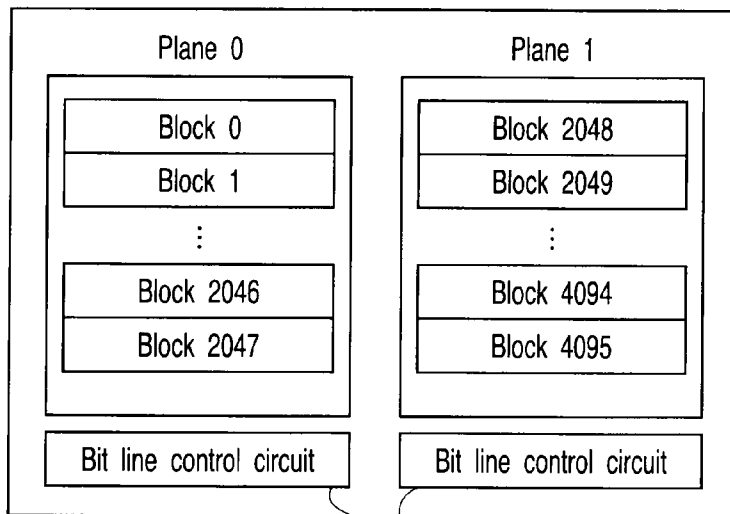 Plane 0
Block 0
Block 1
⋮
Block 2046
Block 2047
Bit line control circuit
Plane 1
Block 2048
Block 2049
⋮
Block 4094
Block 4095
Bit line control circuit